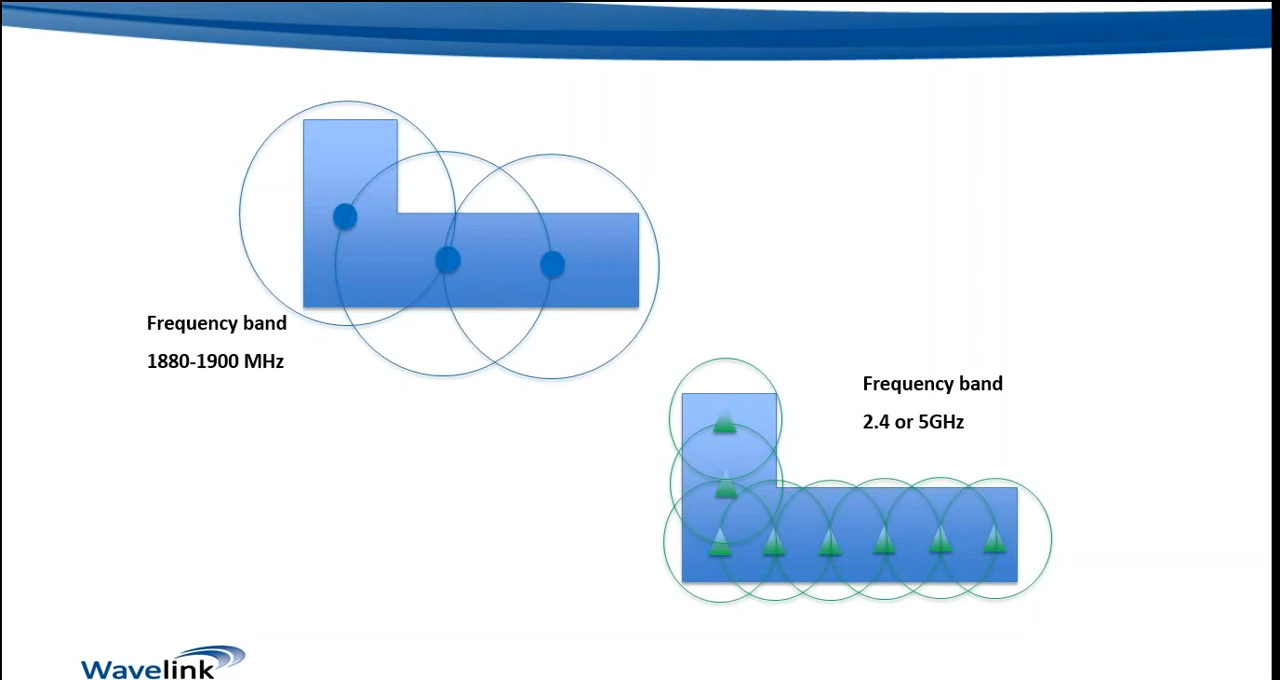 Frequency band
1880-1900 MHz
Frequency band
2.4 or 5GHz
Wavelink